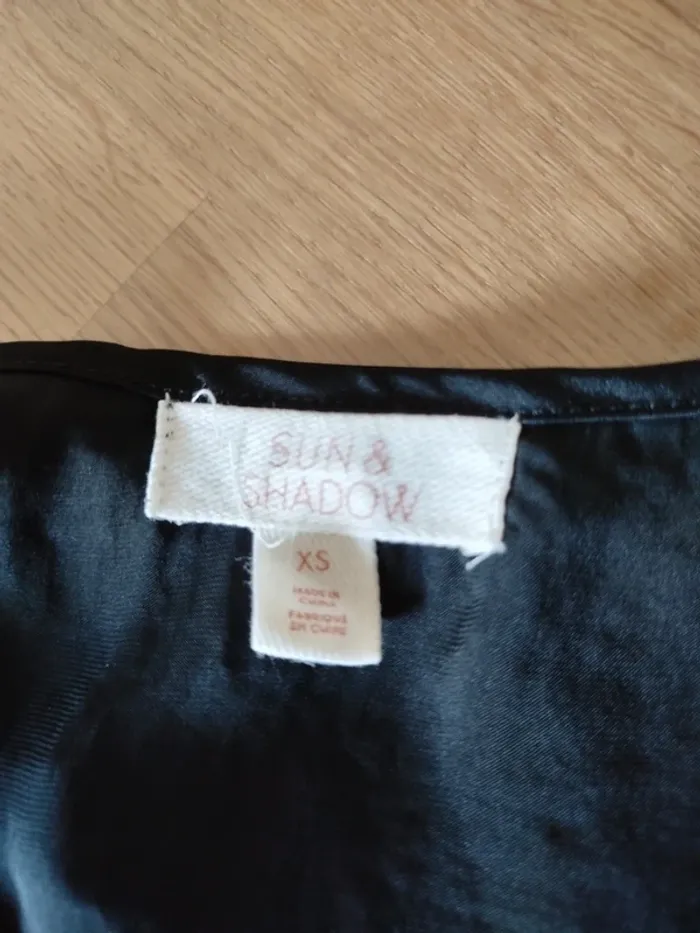 SUN &
SHADOW
XS
MADE IN
CHINA
FABRIQUÉ
EN CHINE